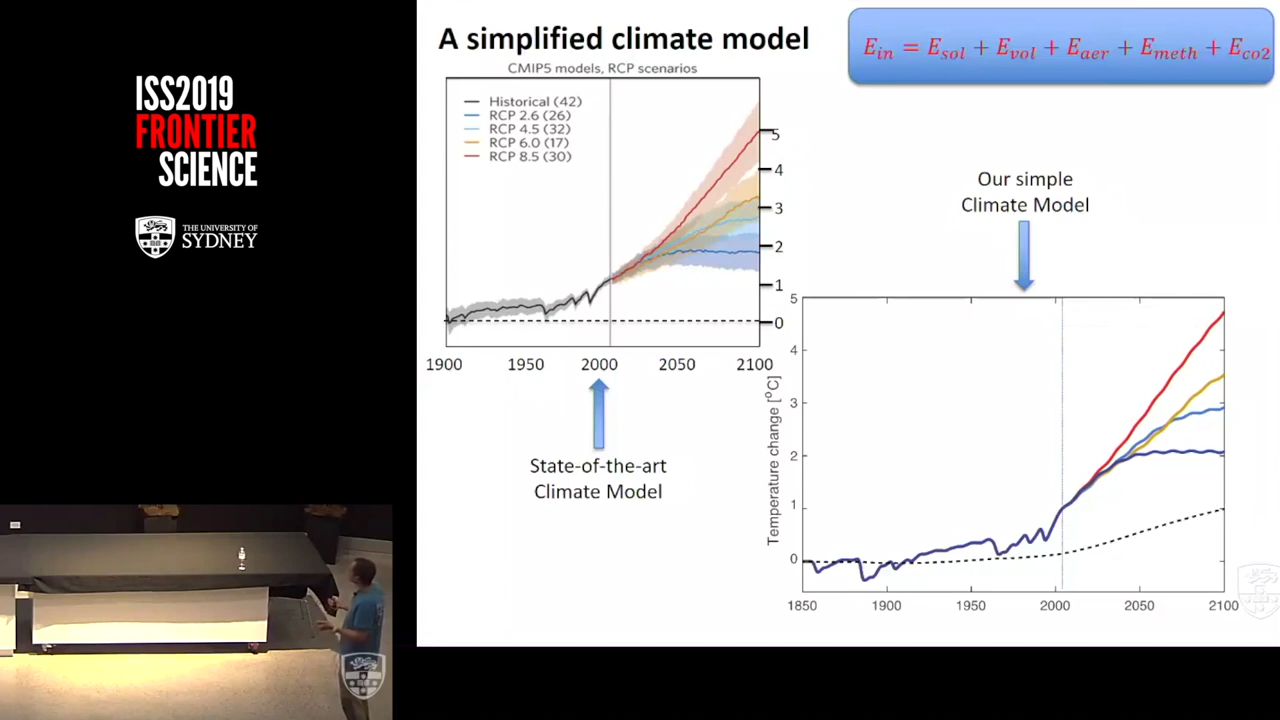 ISS2019
FRONTIER
SCIENCE
THE UNIVERSITY OF
SYDNEY
A simplified climate model
E_in = E_sol + E_vol + E_aer + E_meth + E_co2
CMIP5 models, RCP scenarios
Historical (42)
RCP 2.6 (26)
RCP 4.5 (32)
RCP 6.0 (17)
RCP 8.5 (30)
5
4
3
2
1
0
1900 1950 2000 2050 2100
State-of-the-art
Climate Model
Our simple
Climate Model
Temperature change [°C]
5
4
3
2
1
0
1850 1900 1950 2000 2050 2100